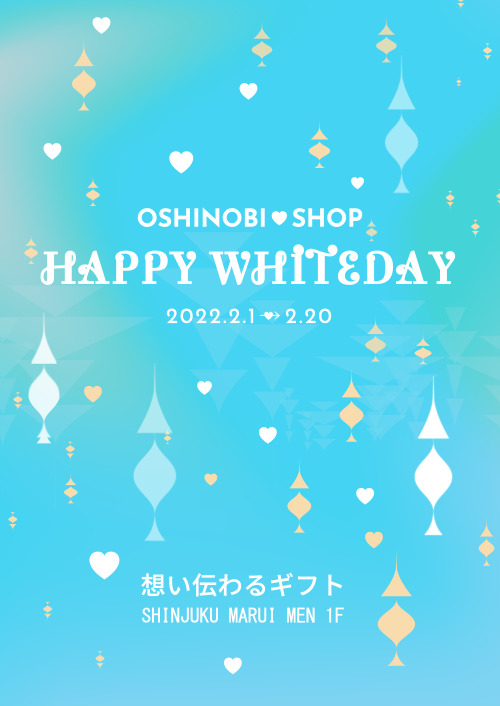 OSHINOBI♥SHOP
HAPPY WHITEDAY
2022.2.1→2.20
想い伝わるギフト
SHINJUKU MARUI MEN 1F